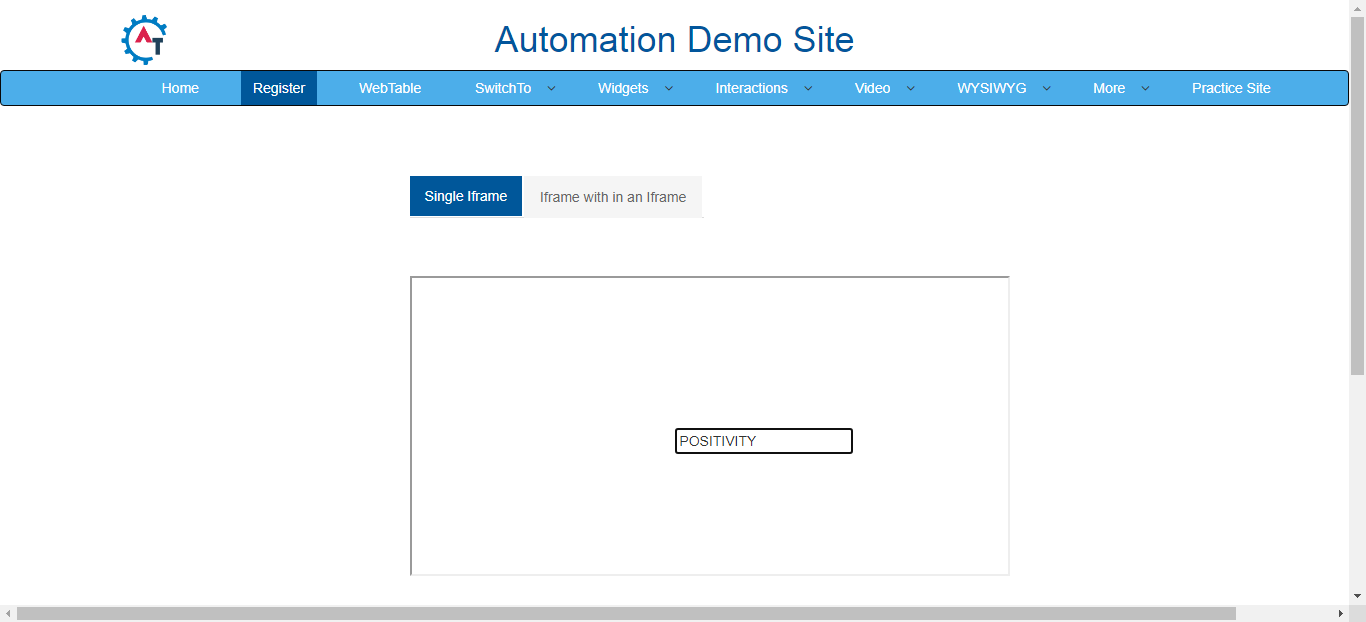 AT
Automation Demo Site
Home Register WebTable SwitchTo Widgets Interactions Video WYSIWYG More Practice Site
Single Iframe Iframe with in an Iframe
POSITIVITY